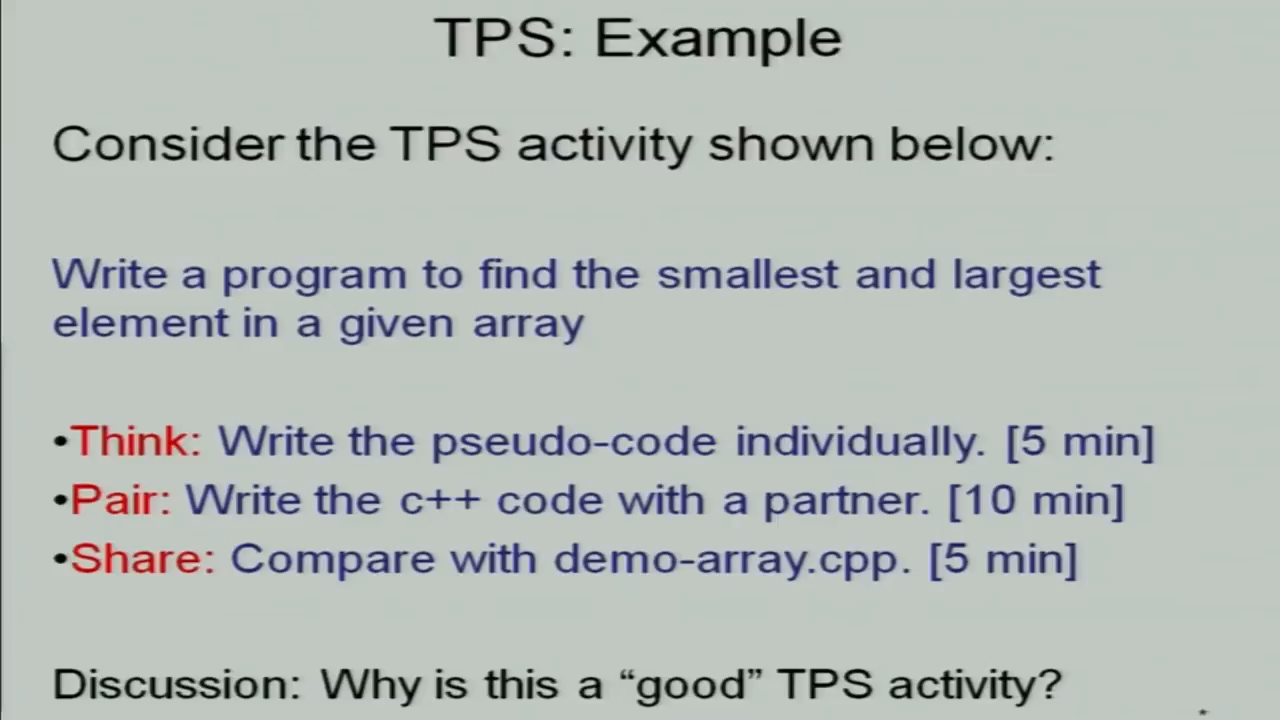 TPS: Example
Consider the TPS activity shown below:
Write a program to find the smallest and largest
element in a given array
•Think: Write the pseudo-code individually. [5 min]
•Pair: Write the c++ code with a partner. [10 min]
•Share: Compare with demo-array.cpp. [5 min]
Discussion: Why is this a “good” TPS activity?
*